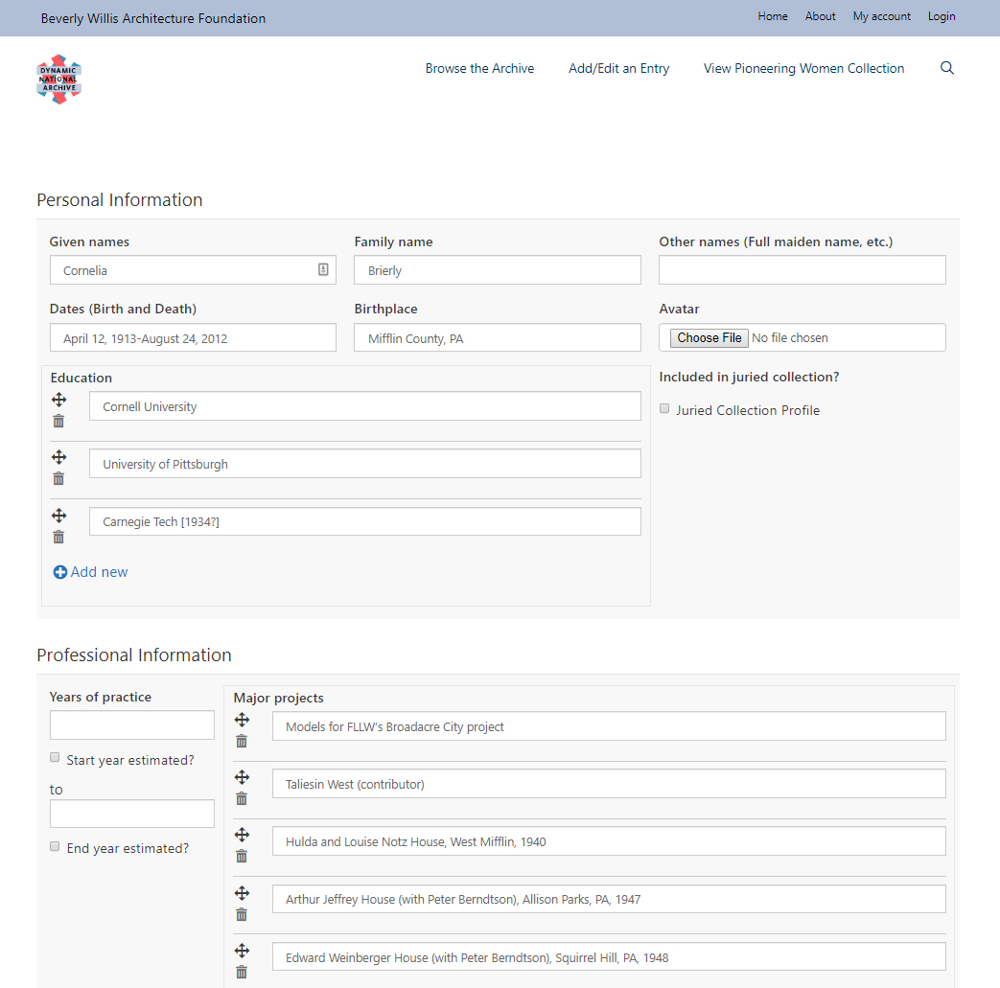 Beverly Willis Architecture Foundation
Home About My account Login
DYNAMIC
NATIONAL
ARCHIVE
Browse the Archive Add/Edit an Entry View Pioneering Women Collection
Personal Information
Given names Family name Other names (Full maiden name, etc.)
Cornelia Brierly
Dates (Birth and Death) Birthplace Avatar
April 12, 1913-August 24, 2012 Mifflin County, PA Choose File No file chosen
Education Included in juried collection?
Cornell University Juried Collection Profile
University of Pittsburgh
Carnegie Tech [1934?]
Add new
Professional Information
Years of practice Major projects
Models for FLLW's Broadacre City project
Start year estimated?
to Taliesin West (contributor)
End year estimated? Hulda and Louise Notz House, West Mifflin, 1940
Arthur Jeffrey House (with Peter Berndtson), Allison Parks, PA, 1947
Edward Weinberger House (with Peter Berndtson), Squirrel Hill, PA, 1948